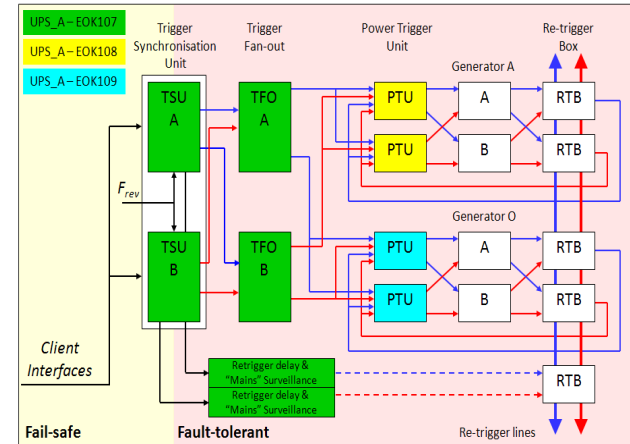 UPS_A–EOK107
UPS_A–EOK108
UPS_A–EOK109
Trigger
Synchronisation
Unit
Trigger
Fan-out
Power Trigger
Unit
Re-trigger
Box
Generator A
TSU
A
TFO
A
PTU
A
RTB
PTU
B
RTB
Frev
Generator O
TSU
B
TFO
B
PTU
A
RTB
PTU
B
RTB
Client
Interfaces
Retrigger delay &
"Mains" Surveillance
Retrigger delay &
"Mains" Surveillance
RTB
Fail-safe
Fault-tolerant
Re-trigger lines